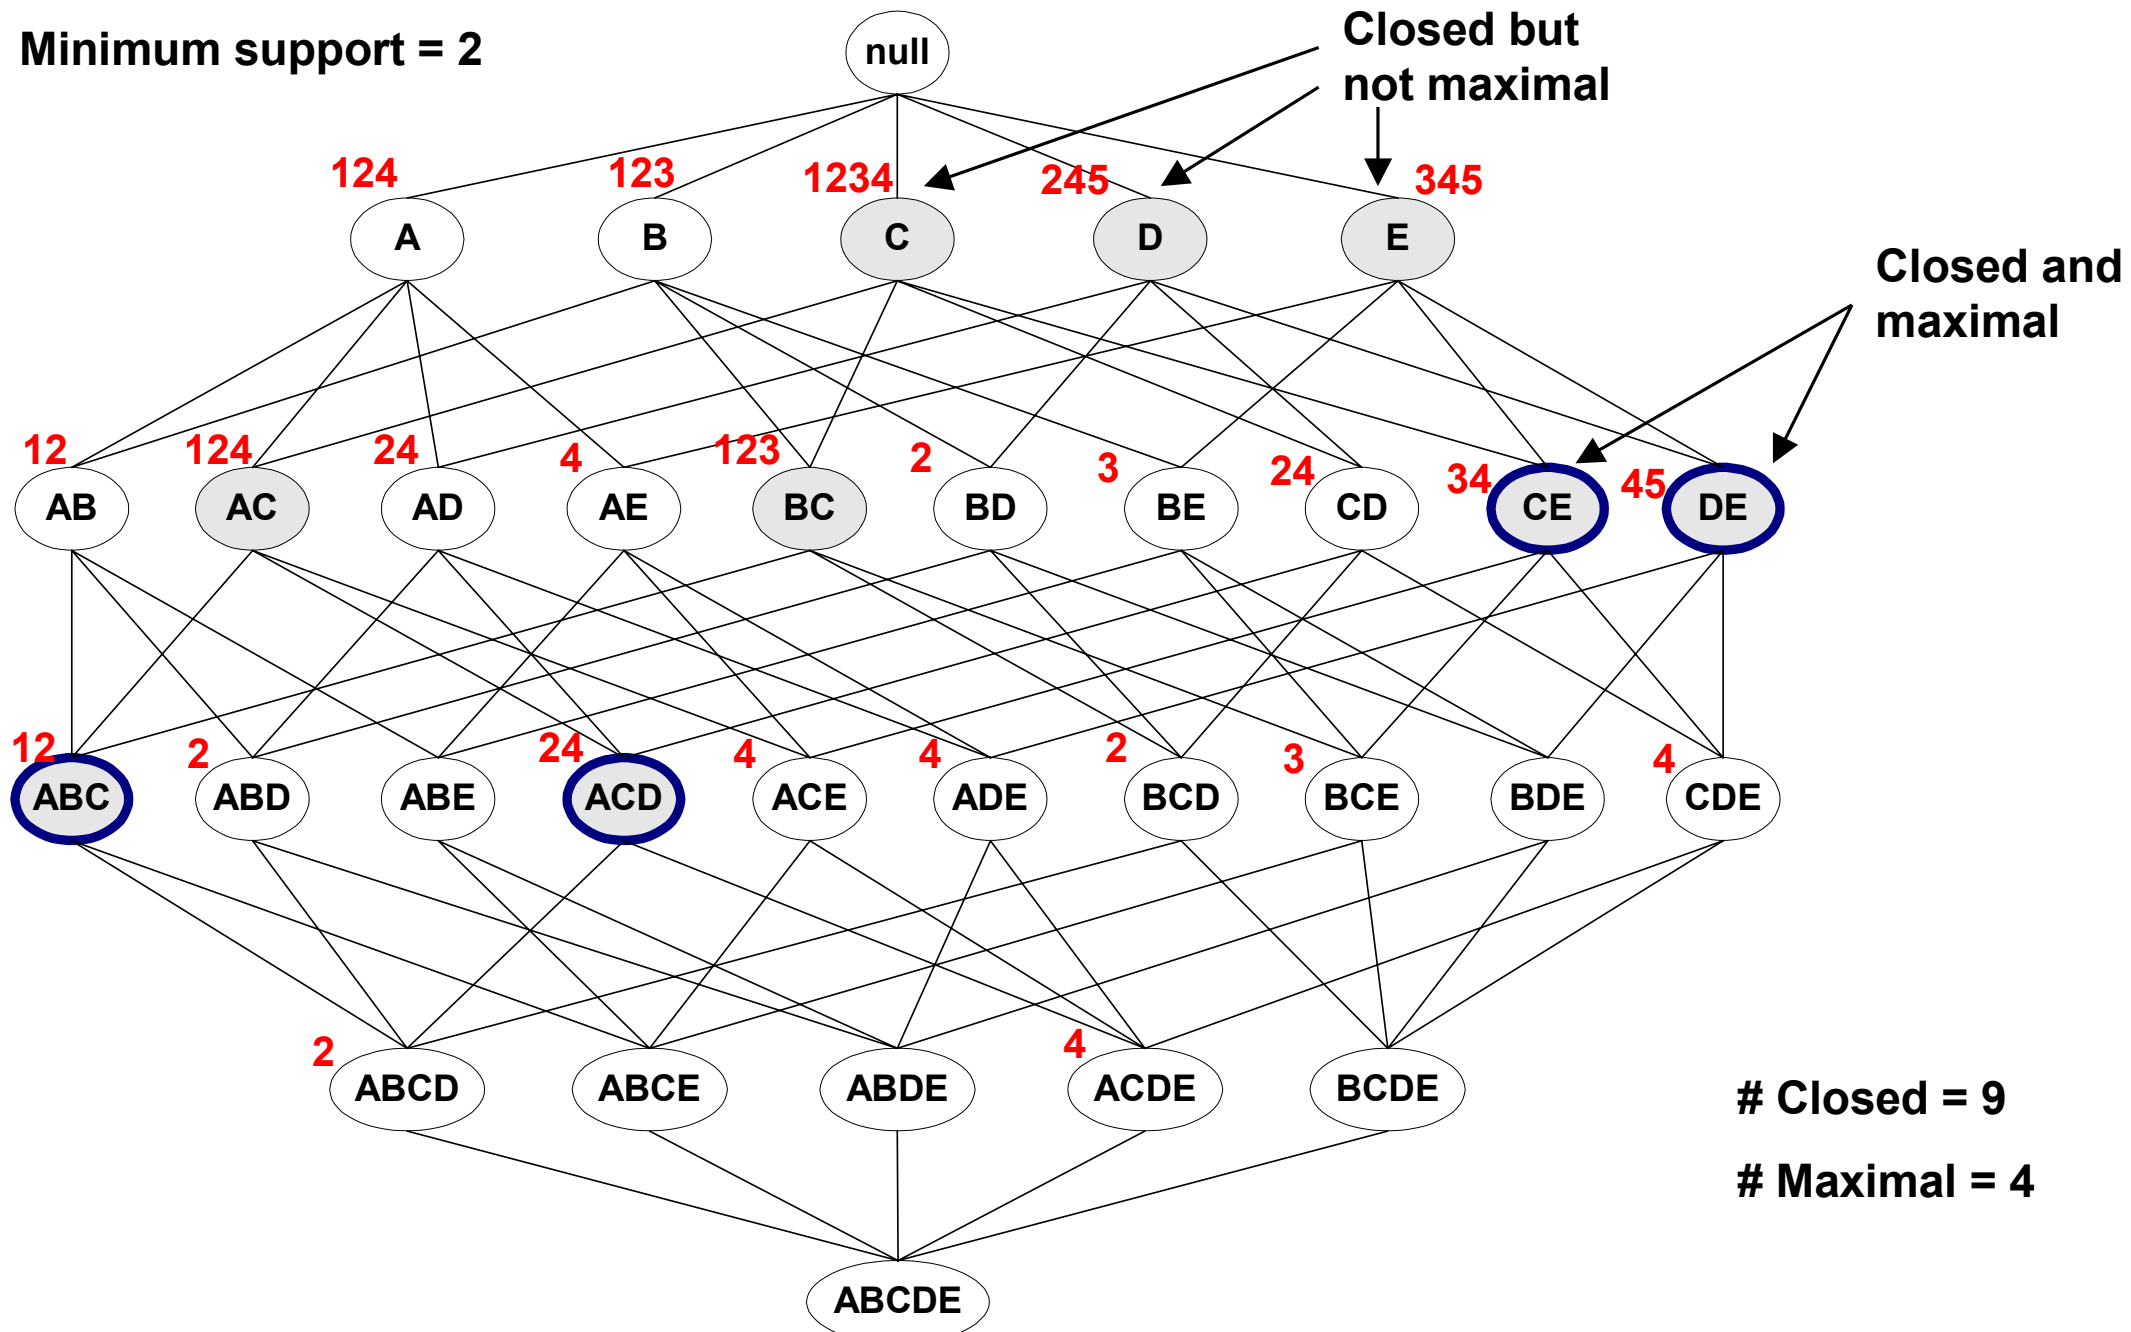 Minimum support = 2
null
Closed but
not maximal
124
123
1234
245
345
A
B
C
D
E
Closed and
maximal
12
124
24
4
123
2
3
24
34
45
AB
AC
AD
AE
BC
BD
BE
CD
CE
DE
12
2
24
4
4
2
3
4
ABC
ABD
ABE
ACD
ACE
ADE
BCD
BCE
BDE
CDE
2
4
ABCD
ABCE
ABDE
ACDE
BCDE
# Closed = 9
# Maximal = 4
ABCDE